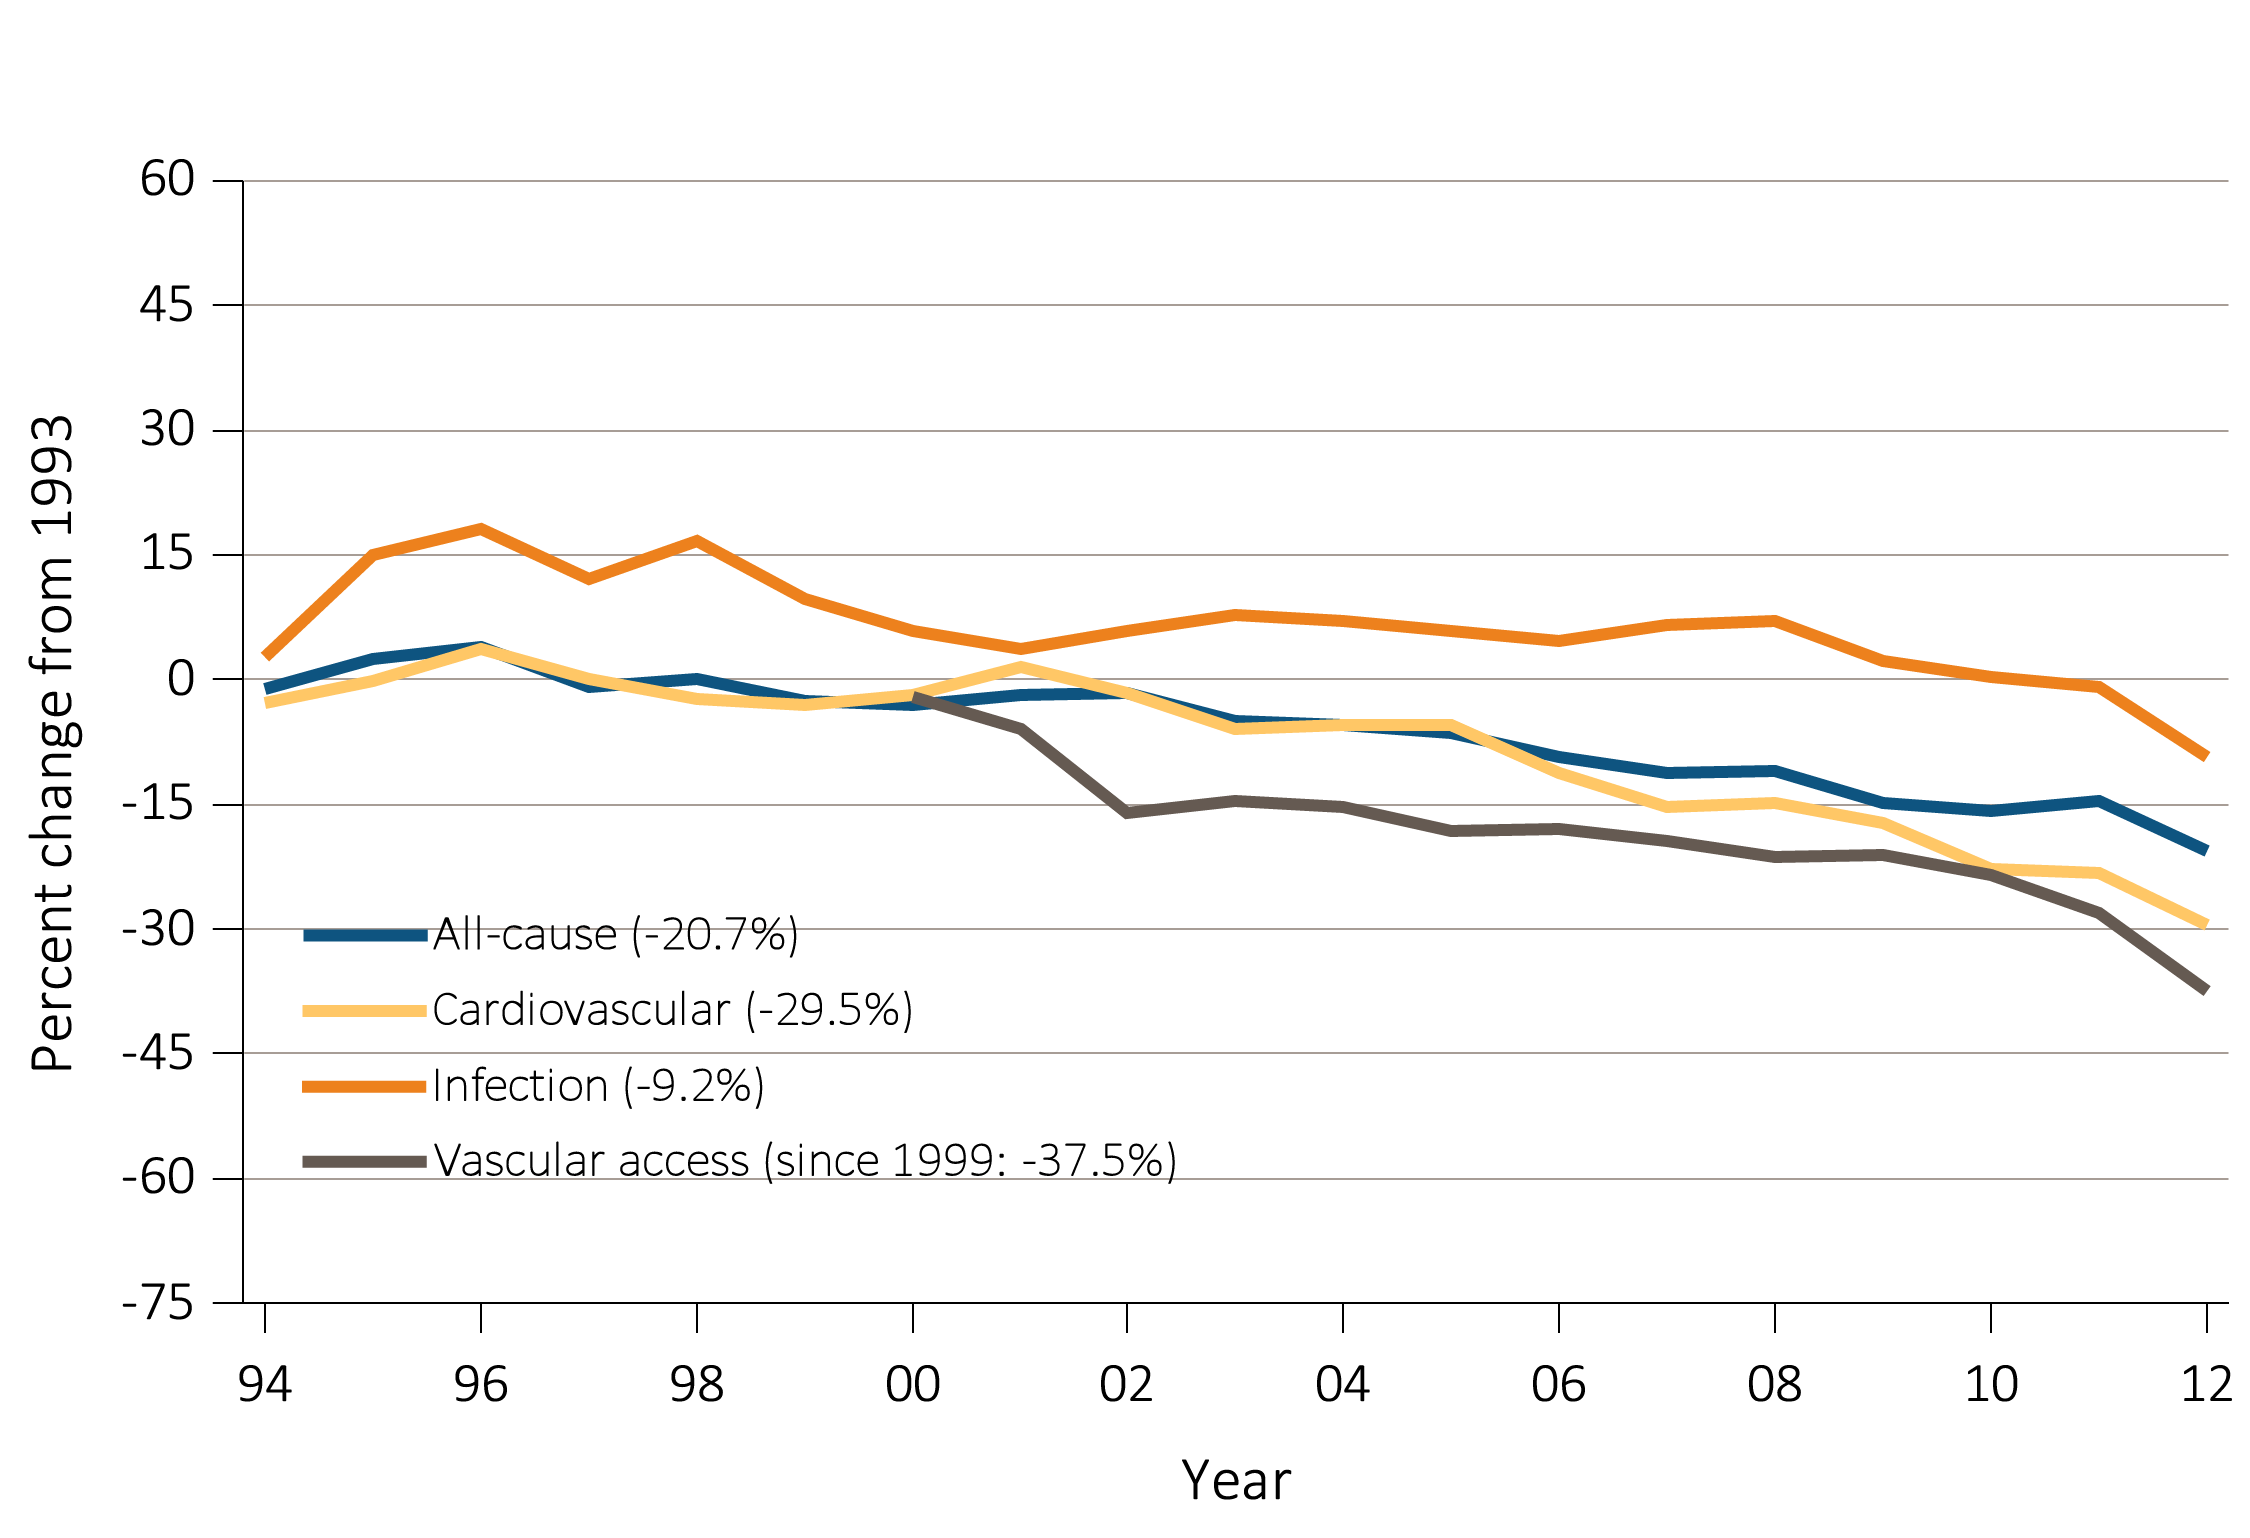 Percent change from 1993
60
45
30
15
0
-15
-30
-45
-60
-75
All-cause (-20.7%)
Cardiovascular (-29.5%)
Infection (-9.2%)
Vascular access (since 1999: -37.5%)
94 96 98 00 02 04 06 08 10 12
Year